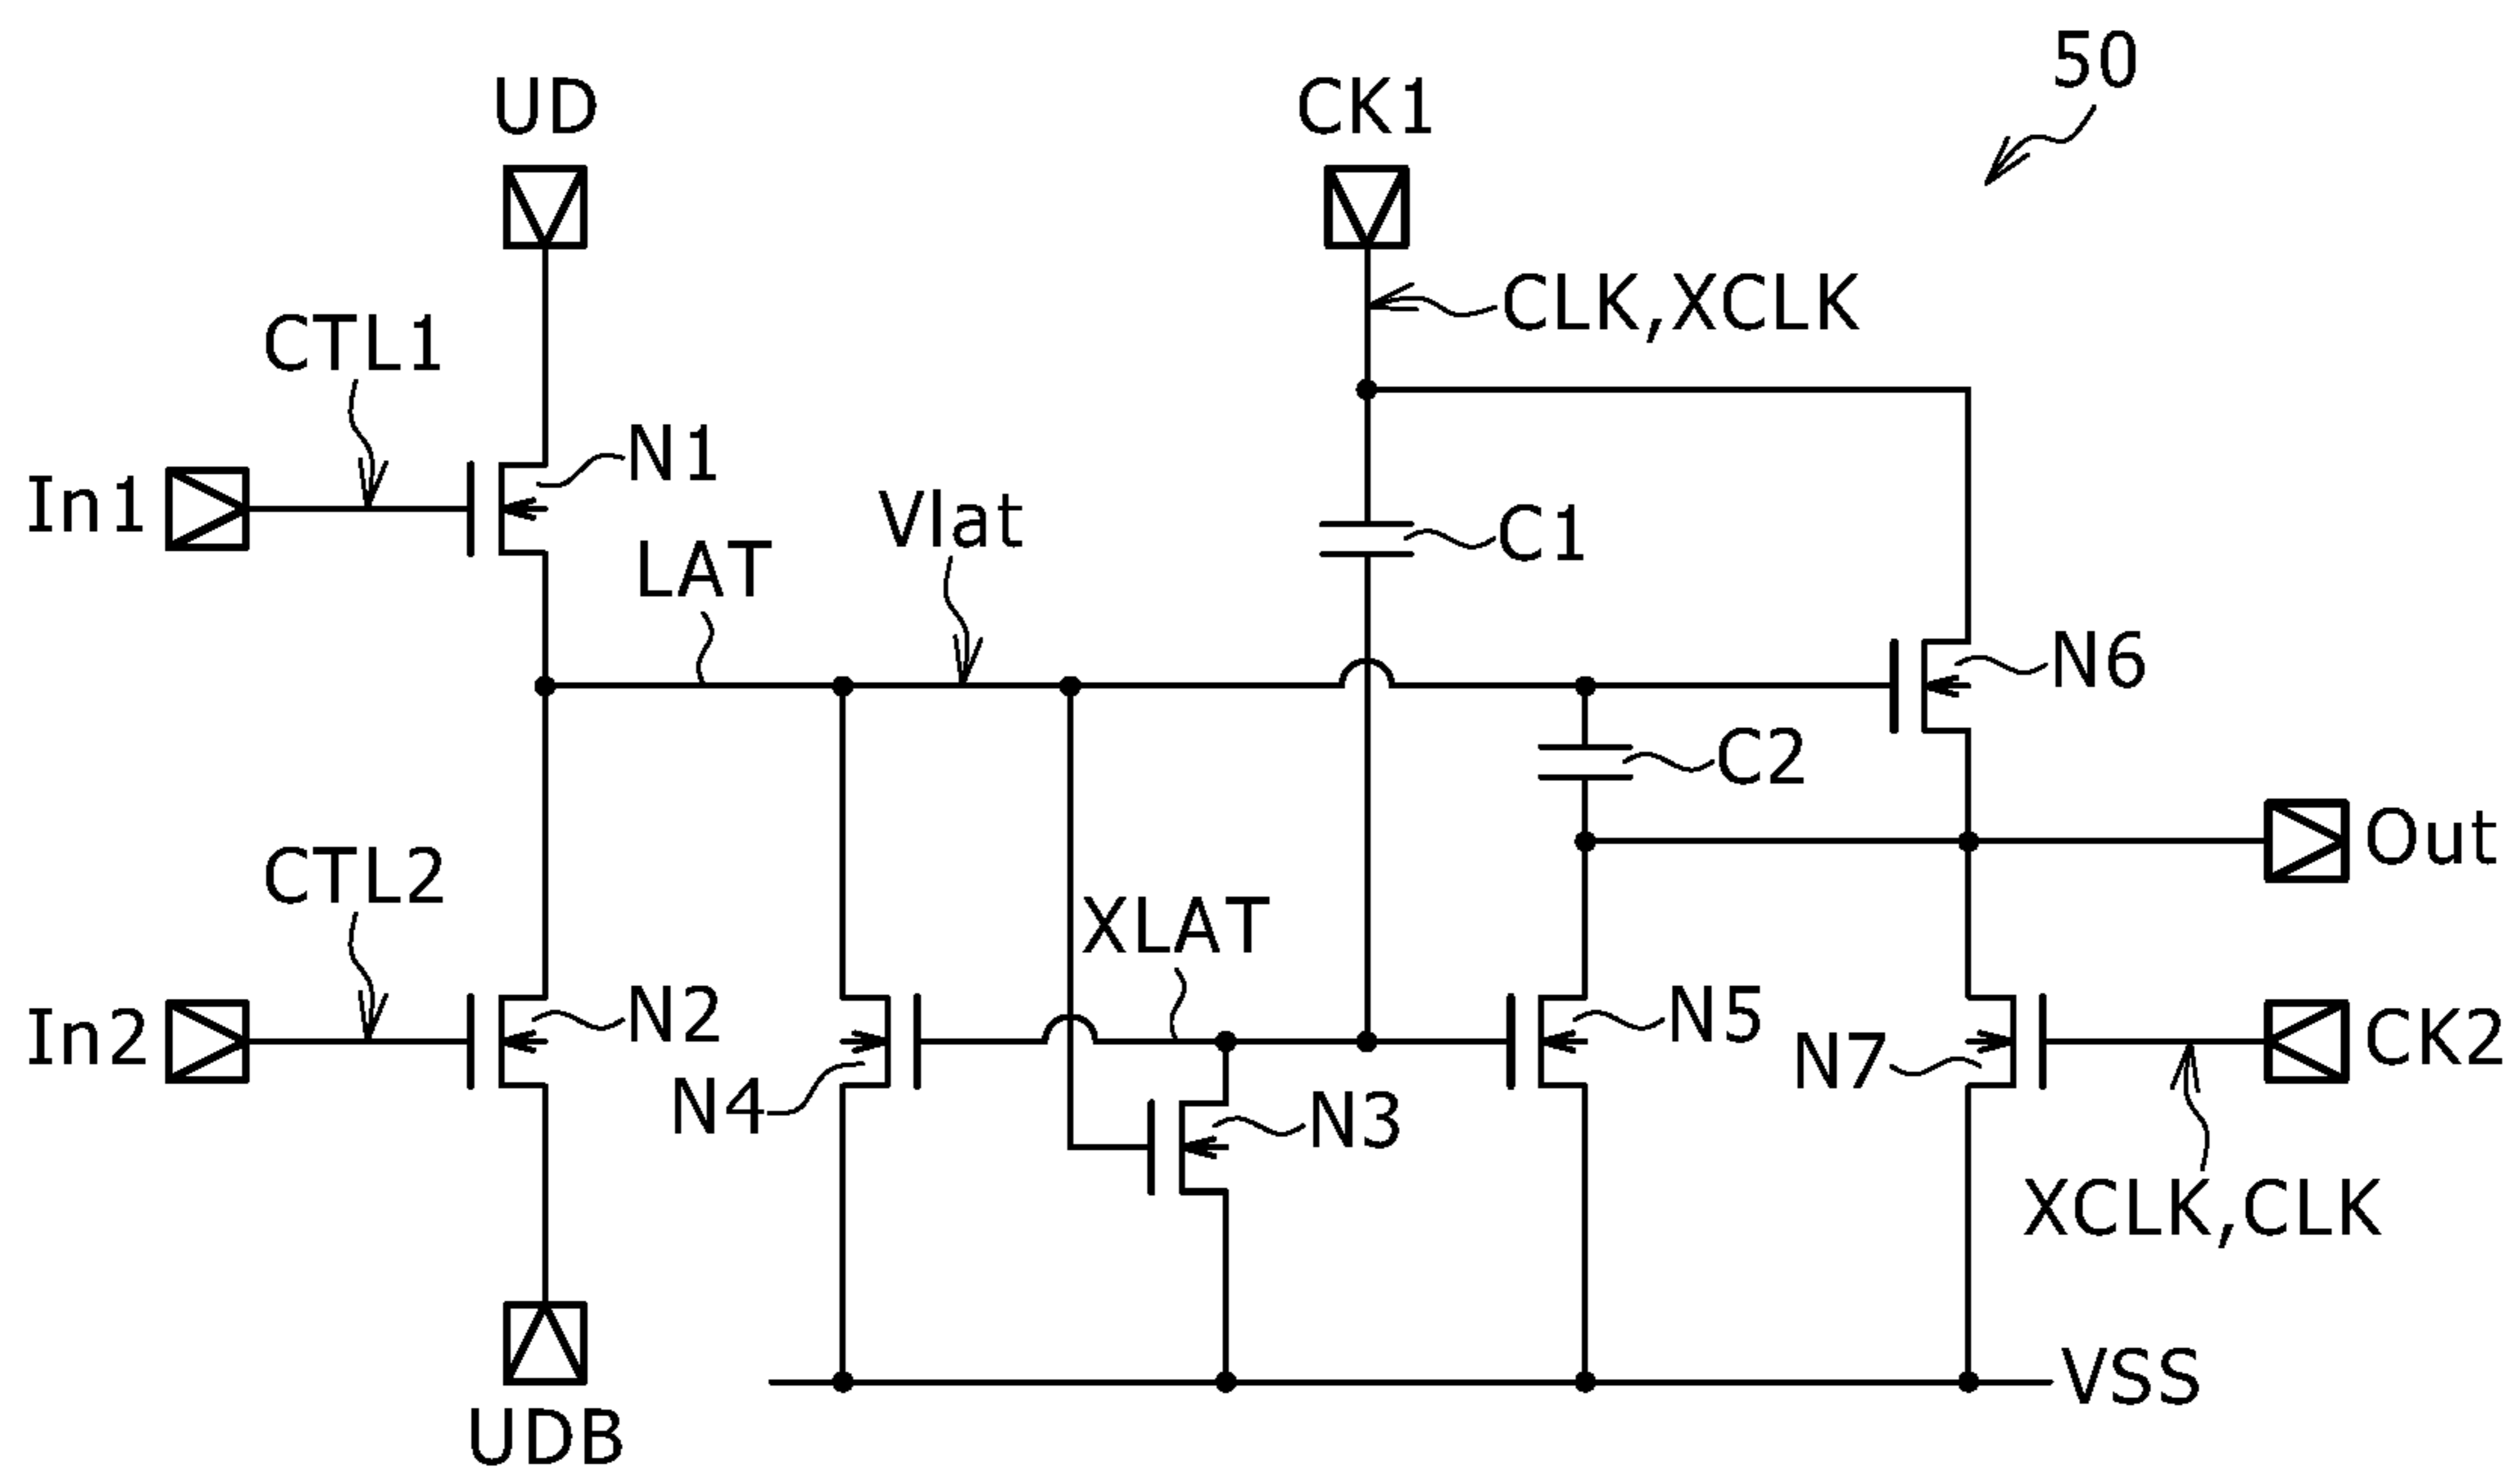 50
UD
CK1
CLK,XCLK
CTL1
N1
In1
Vlat
C1
LAT
N6
C2
Out
CTL2
XLAT
N2
N5
In2
CK2
N7
N4
N3
XCLK,CLK
VSS
UDB